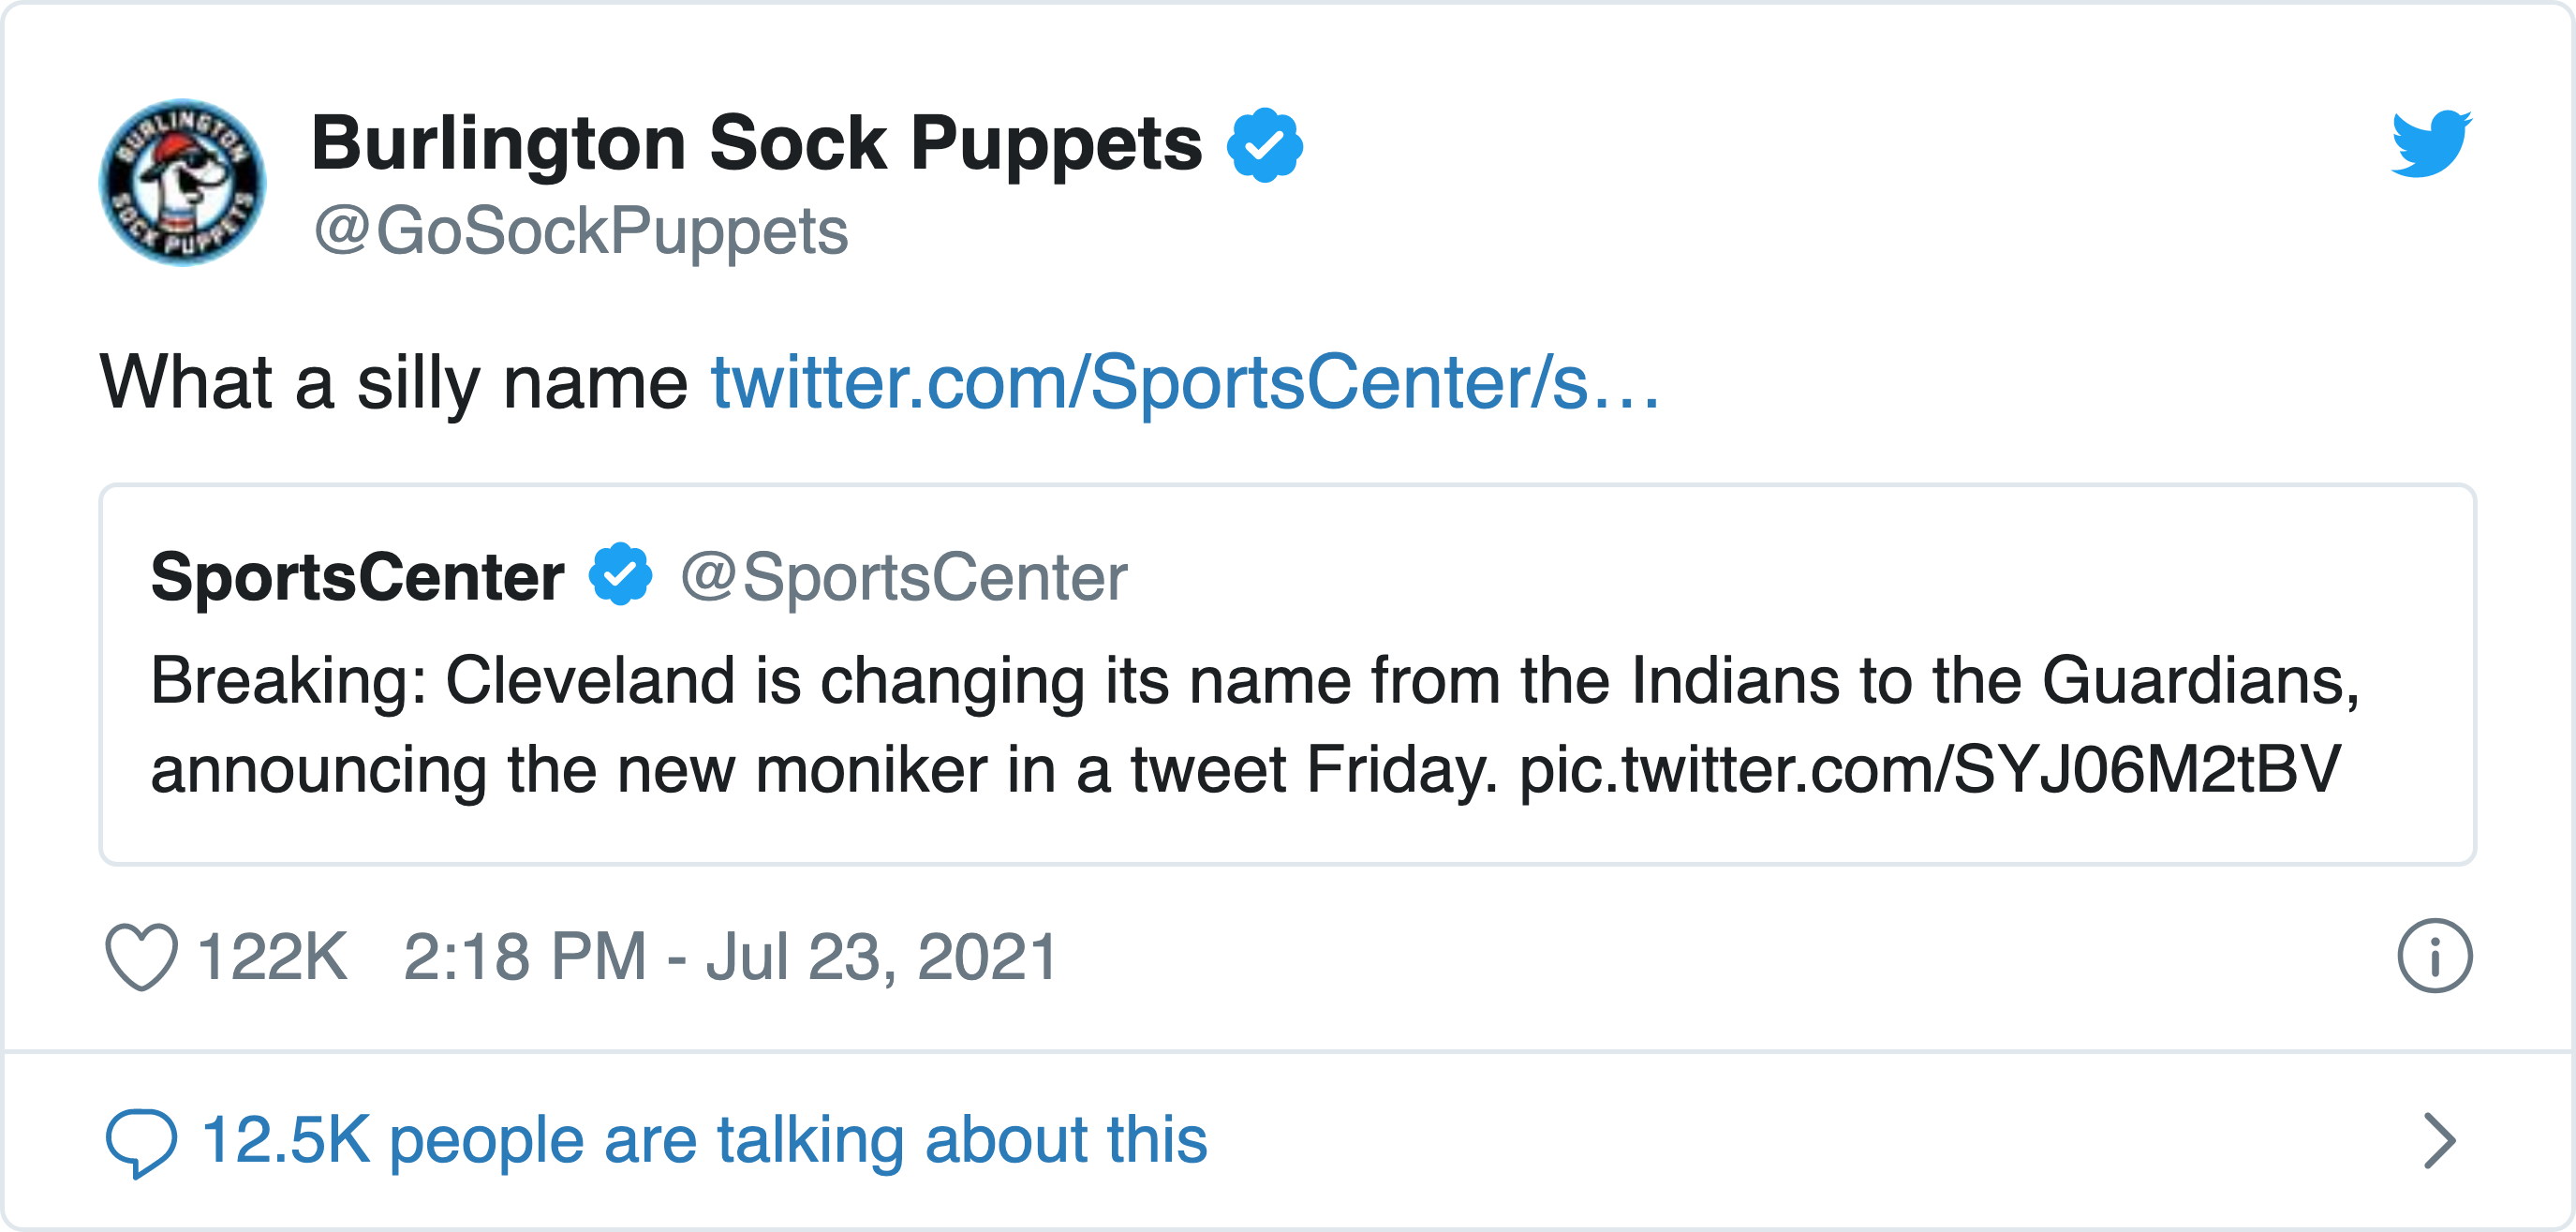 BURLINGTON
SOCK PUPPETS
Burlington Sock Puppets
@GoSockPuppets
What a silly name twitter.com/SportsCenter/s…
SportsCenter @SportsCenter
Breaking: Cleveland is changing its name from the Indians to the Guardians,
announcing the new moniker in a tweet Friday. pic.twitter.com/SYJ06M2tBV
122K 2:18 PM - Jul 23, 2021
12.5K people are talking about this